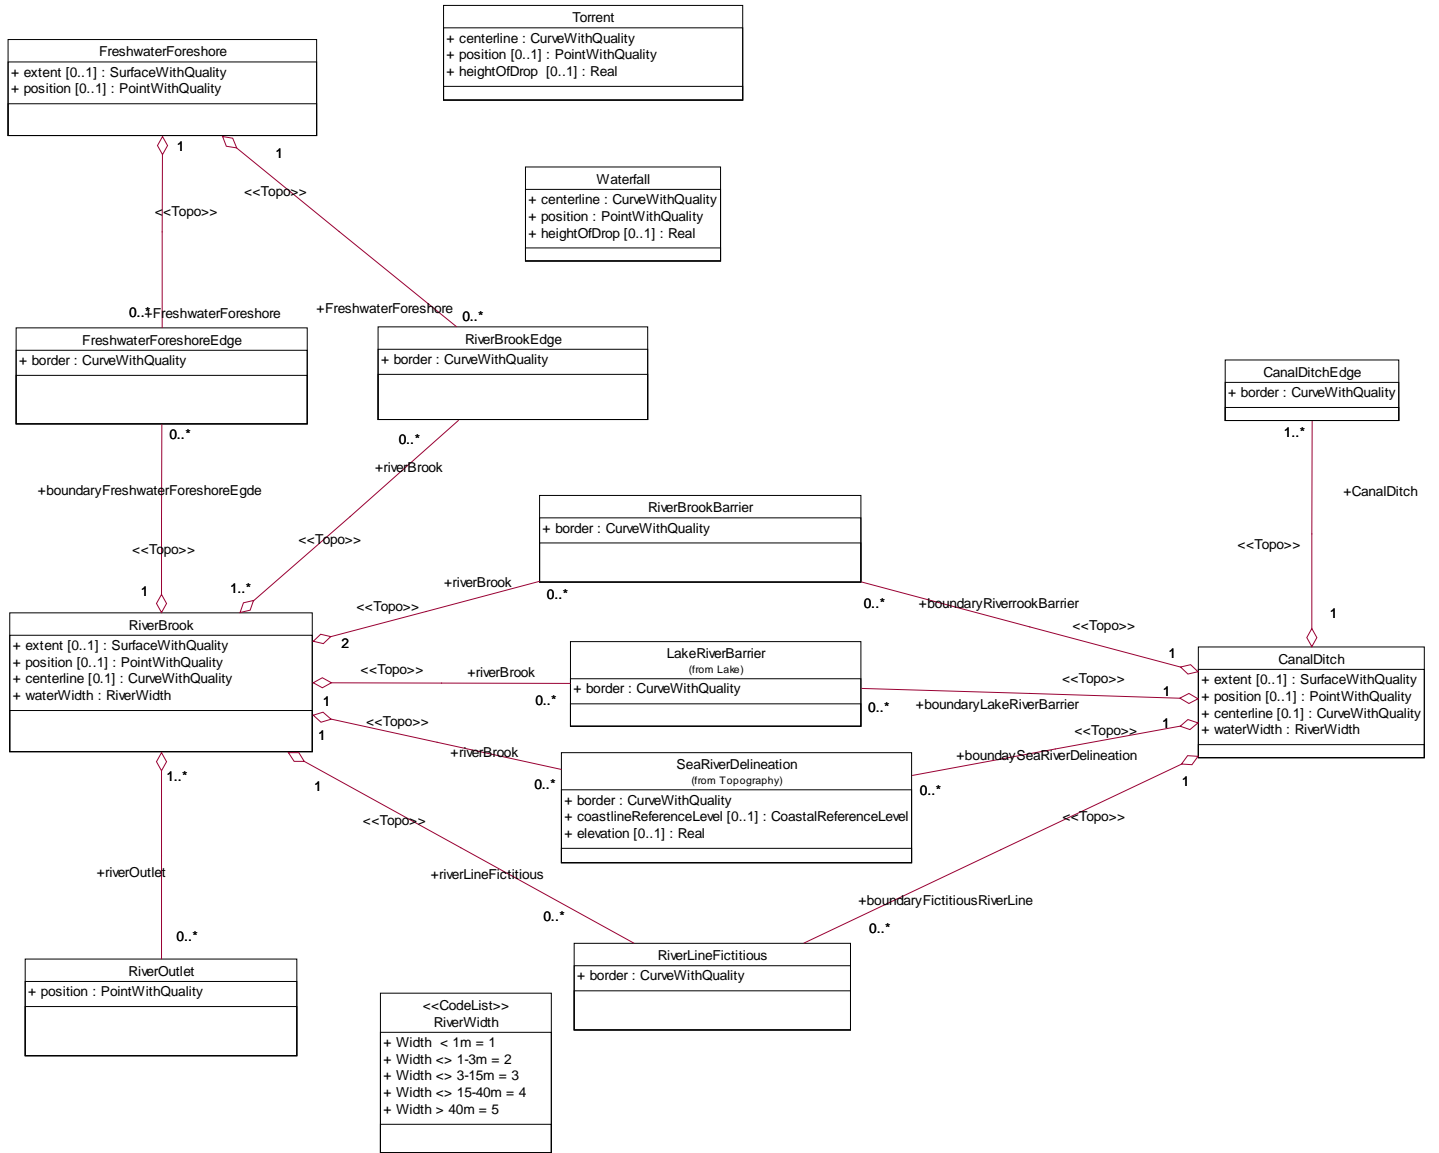 Torrent
+ centerline : CurveWithQuality
+ position [0..1] : PointWithQuality
+ heightOfDrop  [0..1] : Real
FreshwaterForeshore
+ extent [0..1] : SurfaceWithQuality
+ position [0..1] : PointWithQuality
1
1
<<Topo>>
<<Topo>>
Waterfall
+ centerline : CurveWithQuality
+ position : PointWithQuality
+ heightOfDrop [0..1] : Real
0..1
+FreshwaterForeshore
+FreshwaterForeshore
0..*
FreshwaterForeshoreEdge
+ border : CurveWithQuality
RiverBrookEdge
+ border : CurveWithQuality
CanalDitchEdge
+ border : CurveWithQuality
0..*
0..*
1..*
+riverBrook
+boundaryFreshwaterForeshoreEgde
+CanalDitch
RiverBrookBarrier
+ border : CurveWithQuality
<<Topo>>
<<Topo>>
<<Topo>>
1
1..*
+riverBrook
0..*
<<Topo>>
2
0..*
+boundaryRiverrookBarrier
<<Topo>>
1
1
RiverBrook
+ extent [0..1] : SurfaceWithQuality
+ position [0..1] : PointWithQuality
+ centerline [0.1] : CurveWithQuality
+ waterWidth : RiverWidth
LakeRiverBarrier
(from Lake)
+ border : CurveWithQuality
CanalDitch
+ extent [0..1] : SurfaceWithQuality
+ position [0..1] : PointWithQuality
+ centerline [0.1] : CurveWithQuality
+ waterWidth : RiverWidth
<<Topo>>
+riverBrook
1
0..*
<<Topo>>
1
0..*
+boundaryLakeRiverBarrier
<<Topo>>
1
+riverBrook
0..*
<<Topo>>
1
+boundaySeaRiverDelineation
0..*
SeaRiverDelineation
(from Topography)
+ border : CurveWithQuality
+ coastlineReferenceLevel [0..1] : CoastalReferenceLevel
+ elevation [0..1] : Real
1..*
1
1
<<Topo>>
<<Topo>>
+riverOutlet
+riverLineFictitious
+boundaryFictitiousRiverLine
0..*
0..*
0..*
RiverOutlet
+ position : PointWithQuality
RiverLineFictitious
+ border : CurveWithQuality
<<CodeList>>
RiverWidth
+ Width  < 1m = 1
+ Width <> 1-3m = 2
+ Width <> 3-15m = 3
+ Width <> 15-40m = 4
+ Width > 40m = 5